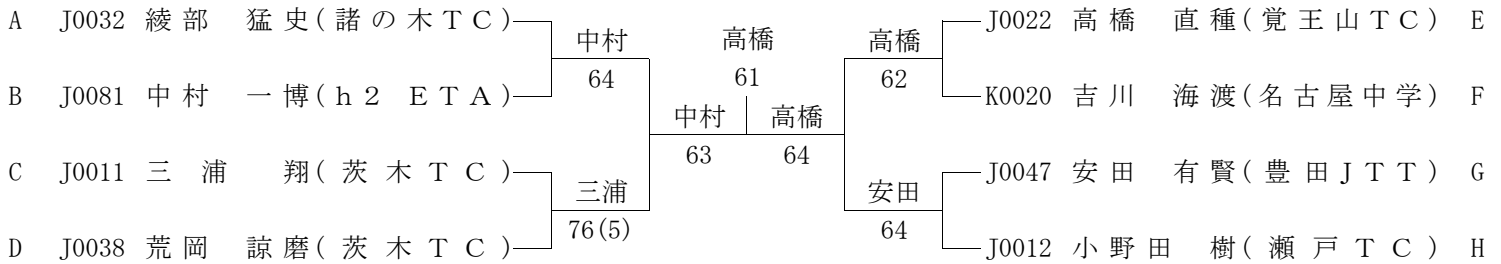 A J0032 綾部 猛史(諸の木TC)
B J0081 中村 一博(h2 ETA)
C J0011 三浦 翔(茨木TC)
D J0038 荒岡 諒磨(茨木TC)
中村
64
三浦
76(5)
中村
63
高橋
61
高橋
64
高橋
62
安田
64
J0022 高橋 直種(覚王山TC) E
K0020 吉川 海渡(名古屋中学) F
J0047 安田 有賢(豊田JTT) G
J0012 小野田 樹(瀬戸TC) H